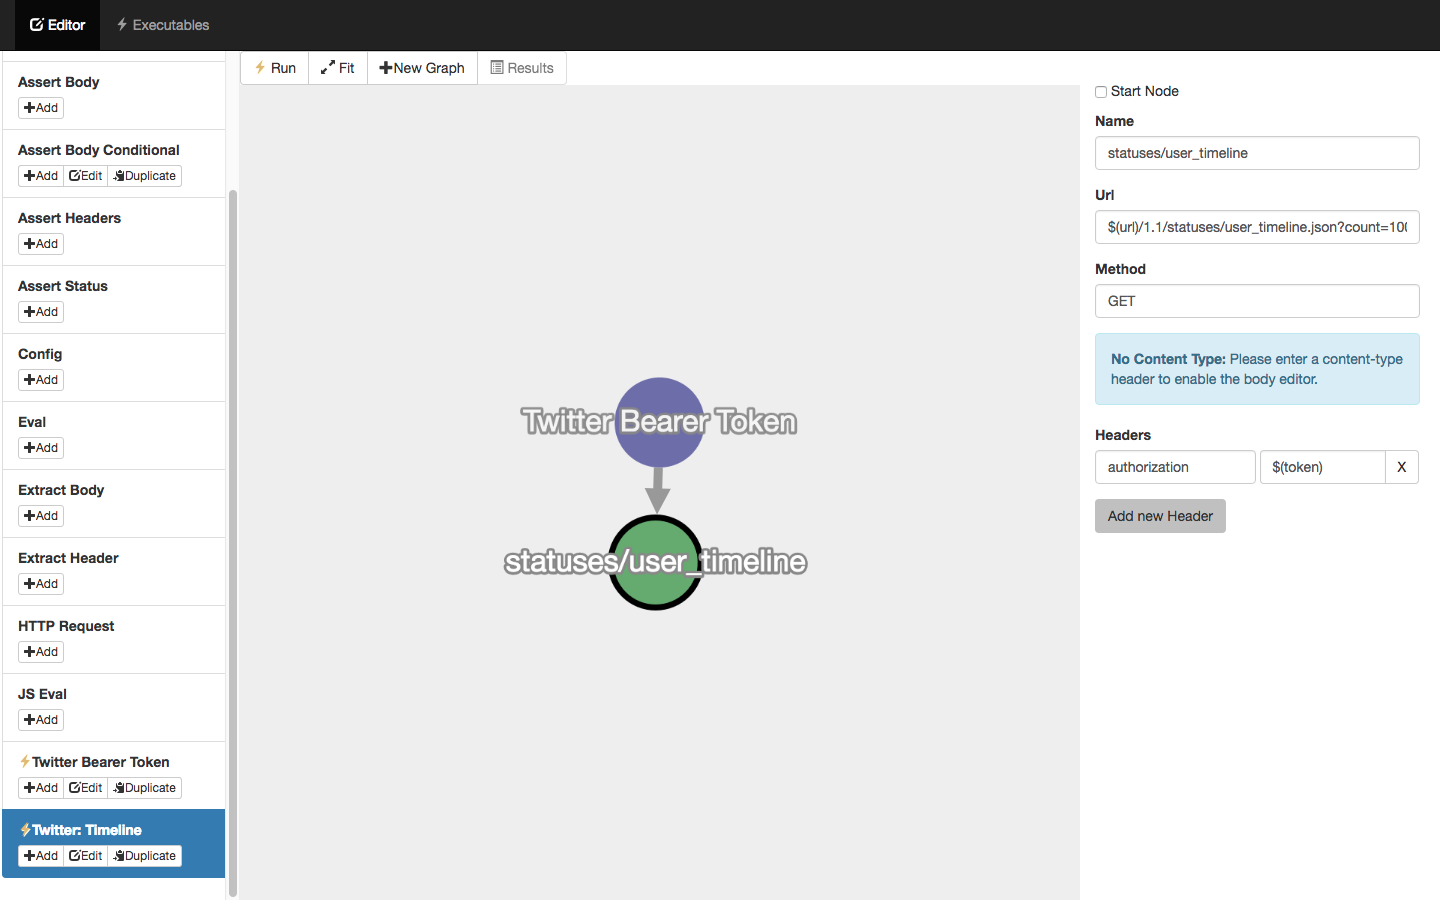 Editor Executables
Run Fit New Graph Results
Assert Body
Add
Assert Body Conditional
Add Edit Duplicate
Assert Headers
Add
Assert Status
Add
Config
Add
Eval
Add
Extract Body
Add
Extract Header
Add
HTTP Request
Add
JS Eval
Add
Twitter Bearer Token
Add Edit Duplicate
Twitter: Timeline
Add Edit Duplicate
Twitter Bearer Token
statuses/user_timeline
Start Node
Name
statuses/user_timeline
Url
$(url)/1.1/statuses/user_timeline.json?count=100
Method
GET
No Content Type: Please enter a content-type
header to enable the body editor.
Headers
authorization $(token) X
Add new Header